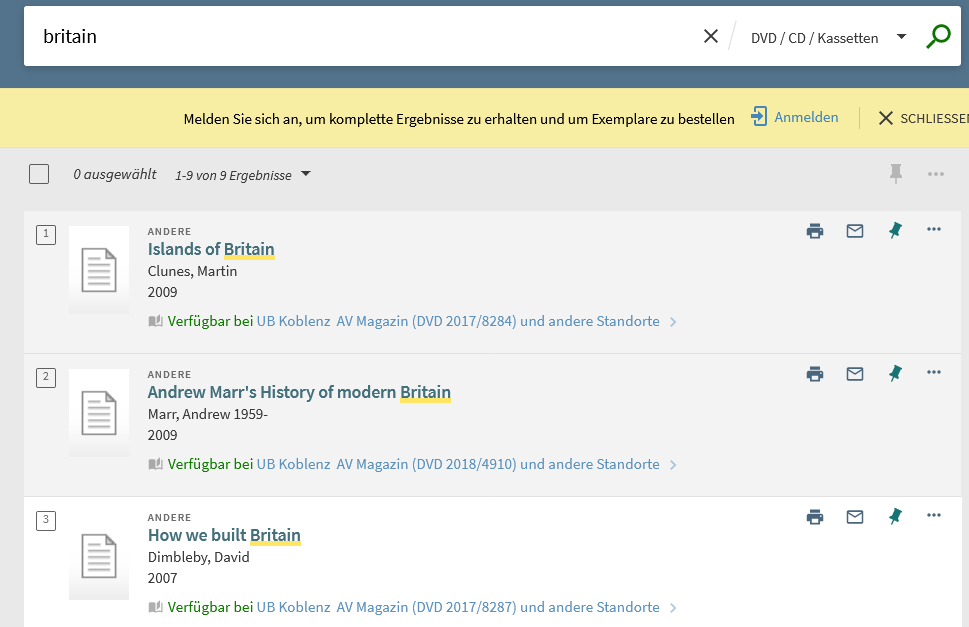 britain
DVD / CD / Kassetten
Melden Sie sich an, um komplette Ergebnisse zu erhalten und um Exemplare zu bestellen Anmelden SCHLIESSEN
0 ausgewählt 1-9 von 9 Ergebnisse
1
ANDERE
Islands of Britain
Clunes, Martin
2009
Verfügbar bei UB Koblenz AV Magazin (DVD 2017/8284) und andere Standorte
2
ANDERE
Andrew Marr's History of modern Britain
Marr, Andrew 1959-
2009
Verfügbar bei UB Koblenz AV Magazin (DVD 2018/4910) und andere Standorte
3
ANDERE
How we built Britain
Dimbleby, David
2007
Verfügbar bei UB Koblenz AV Magazin (DVD 2017/8287) und andere Standorte